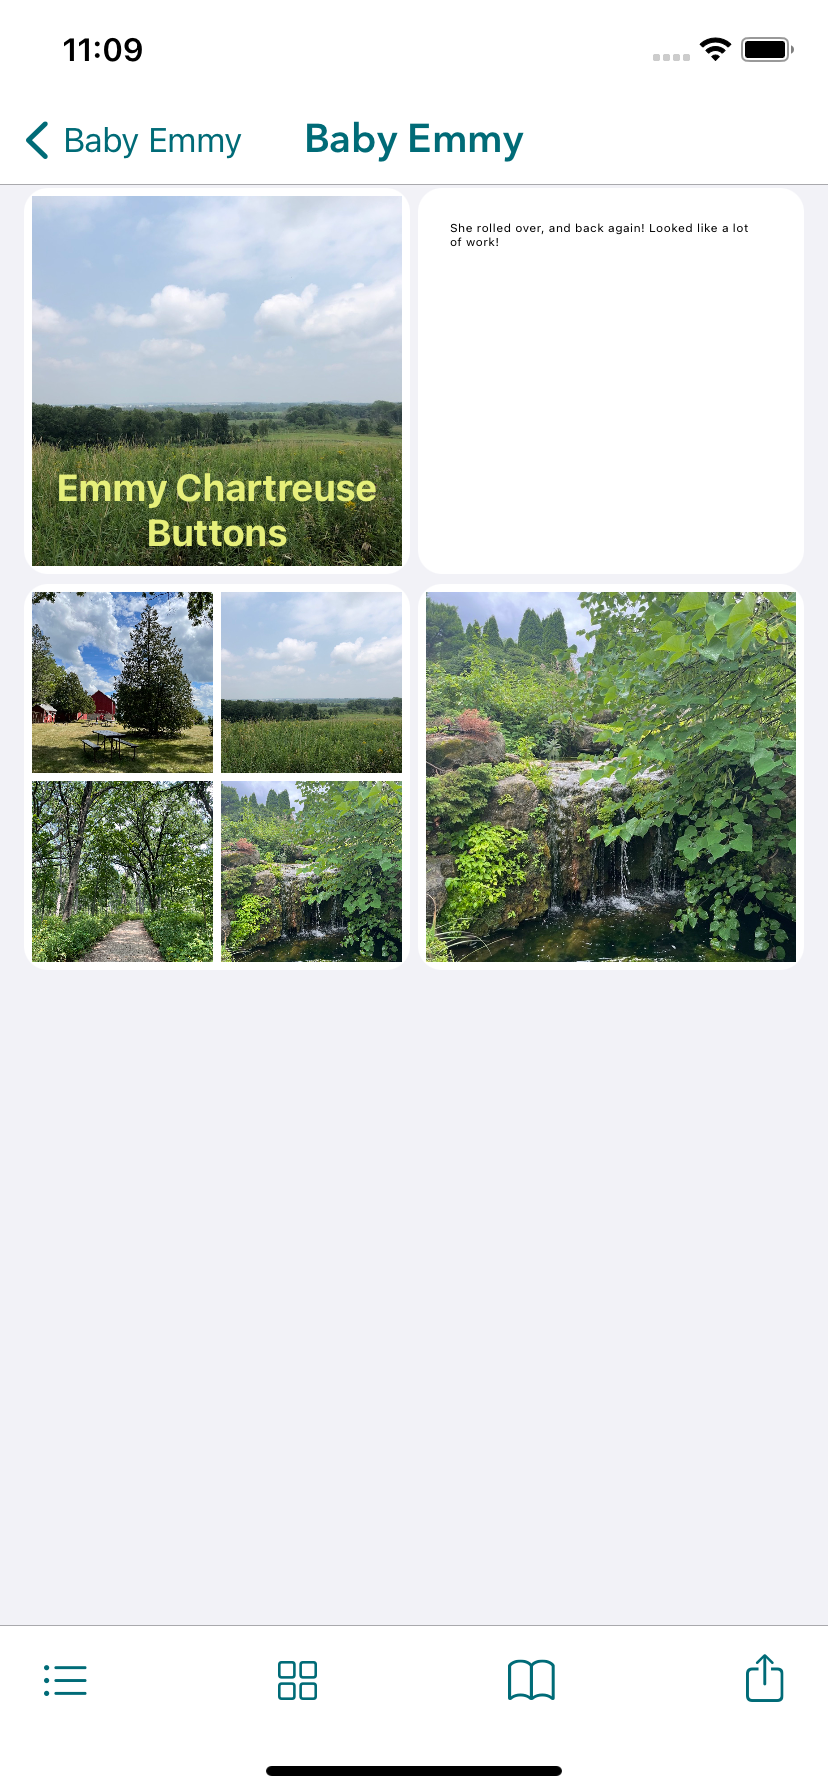 11:09
Baby Emmy
Baby Emmy
Emmy Chartreuse
Buttons
She rolled over, and back again! Looked like a lot
of work!